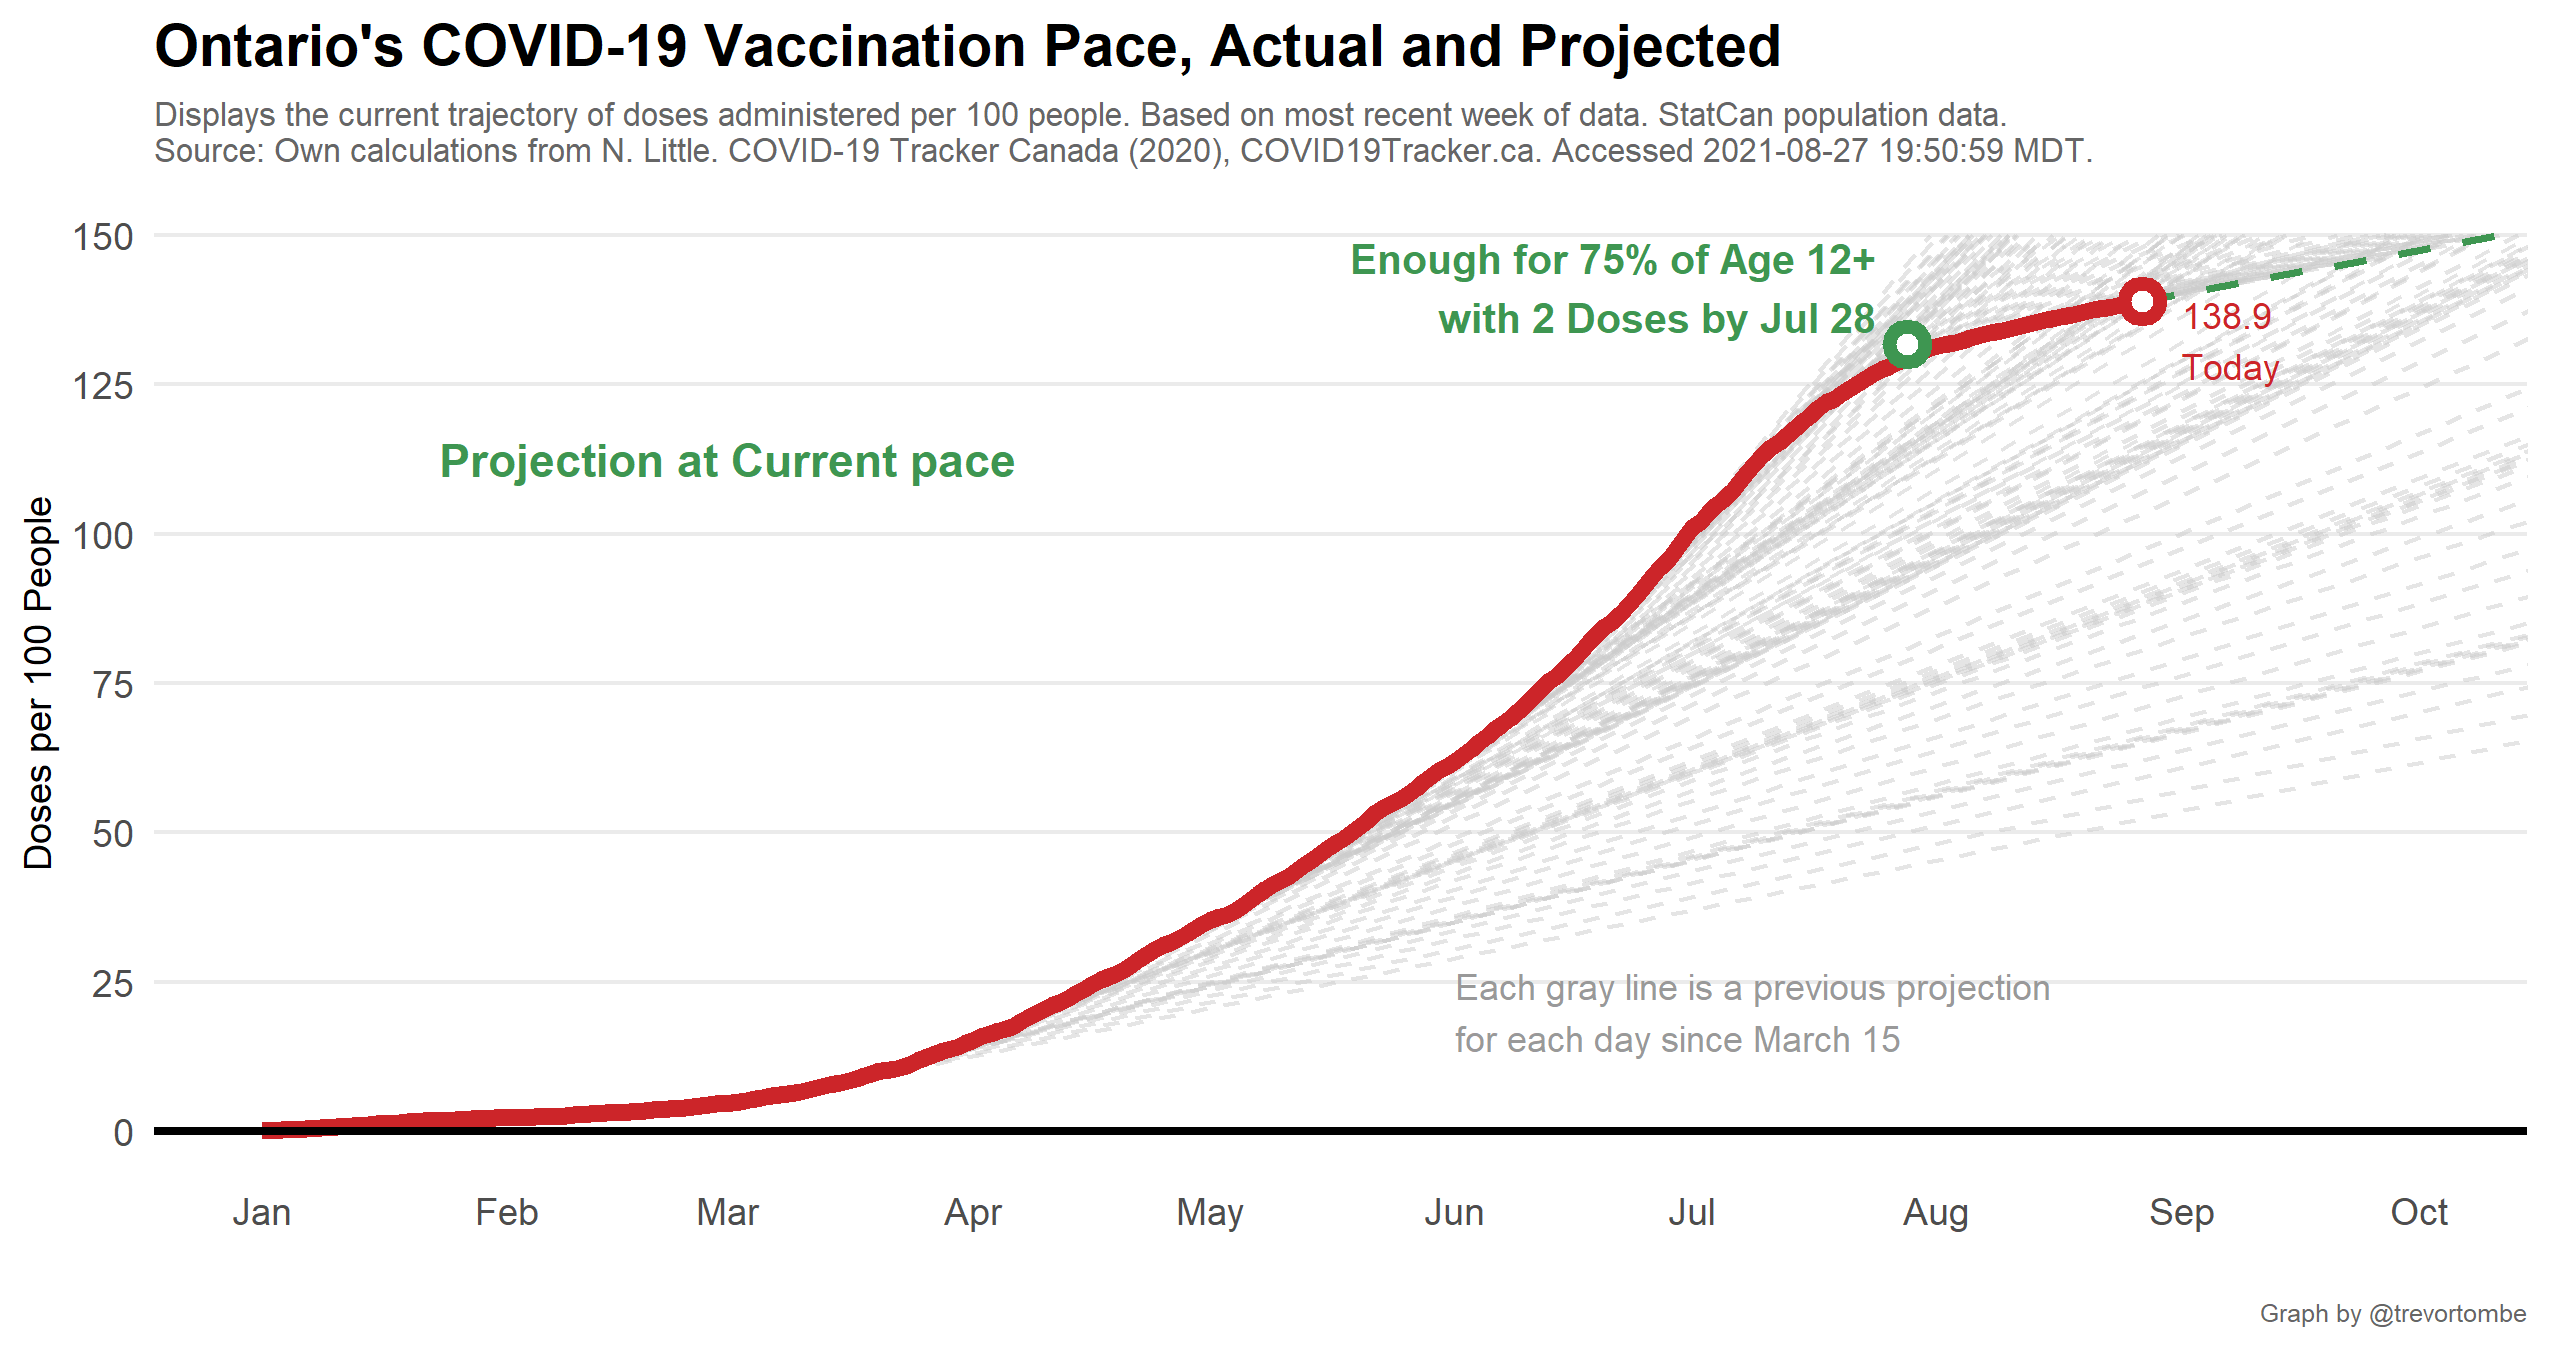 Ontario's COVID-19 Vaccination Pace, Actual and Projected
Displays the current trajectory of doses administered per 100 people. Based on most recent week of data. StatCan population data.
Source: Own calculations from N. Little. COVID-19 Tracker Canada (2020), COVID19Tracker.ca. Accessed 2021-08-27 19:50:59 MDT.
Doses per 100 People
150
125
100
75
50
25
0
Enough for 75% of Age 12+
with 2 Doses by Jul 28
138.9
Today
Projection at Current pace
Each gray line is a previous projection
for each day since March 15
Jan Feb Mar Apr May Jun Jul Aug Sep Oct
Graph by @trevortombe